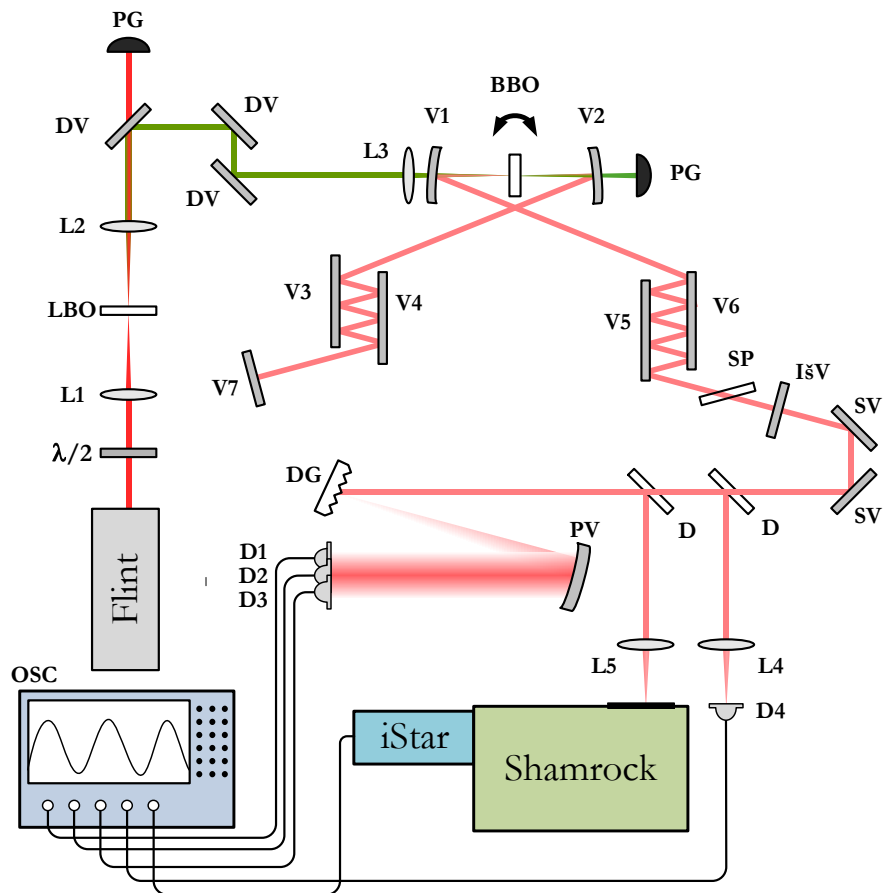 PG
DV
DV
DV
L3
V1
BBO
V2
PG
L2
LBO
L1
λ/2
Flint
V3
V4
V7
V5
V6
SP
IšV
SV
SV
DG
D
D
PV
D1
D2
D3
L5
L4
D4
OSC
iStar
Shamrock